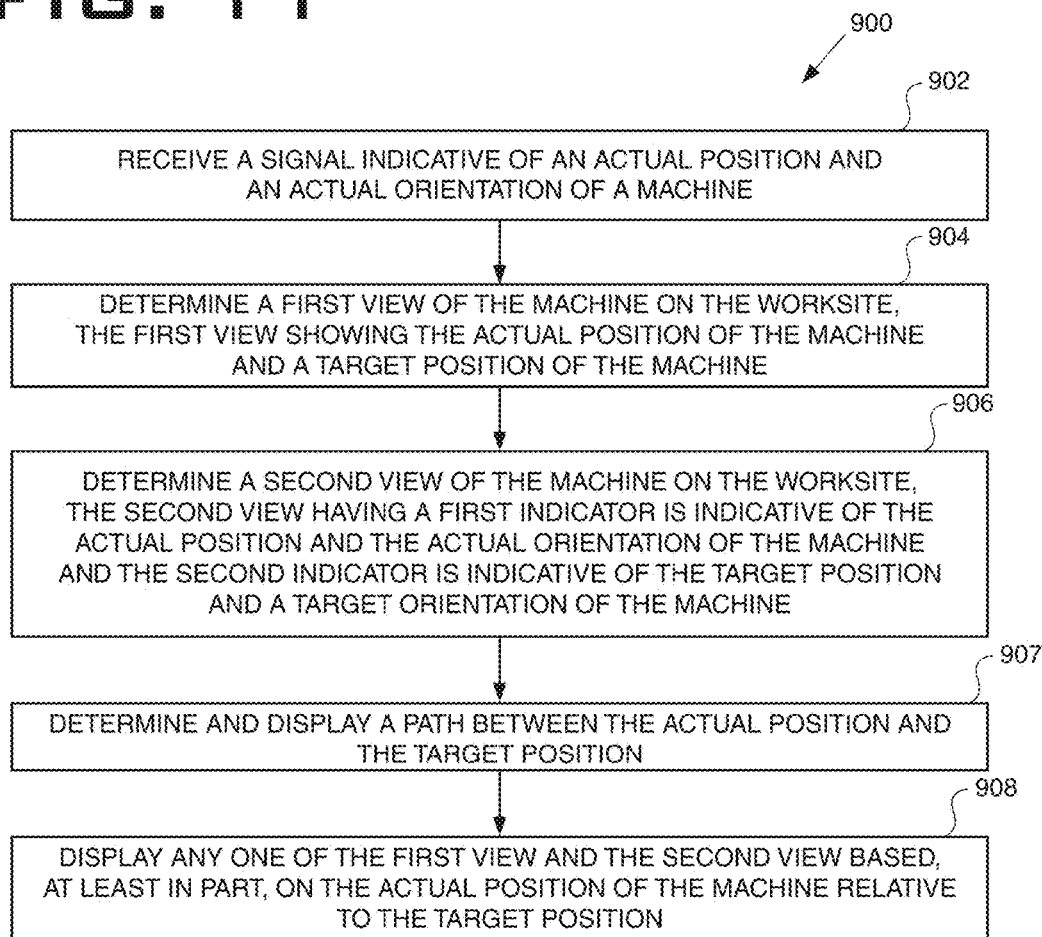 FIG. 11
900
902
RECEIVE A SIGNAL INDICATIVE OF AN ACTUAL POSITION AND
AN ACTUAL ORIENTATION OF A MACHINE
904
DETERMINE A FIRST VIEW OF THE MACHINE ON THE WORKSITE,
THE FIRST VIEW SHOWING THE ACTUAL POSITION OF THE MACHINE
AND A TARGET POSITION OF THE MACHINE
906
DETERMINE A SECOND VIEW OF THE MACHINE ON THE WORKSITE,
THE SECOND VIEW HAVING A FIRST INDICATOR IS INDICATIVE OF THE
ACTUAL POSITION AND THE ACTUAL ORIENTATION OF THE MACHINE
AND THE SECOND INDICATOR IS INDICATIVE OF THE TARGET POSITION
AND A TARGET ORIENTATION OF THE MACHINE
907
DETERMINE AND DISPLAY A PATH BETWEEN THE ACTUAL POSITION AND
THE TARGET POSITION
908
DISPLAY ANY ONE OF THE FIRST VIEW AND THE SECOND VIEW BASED,
AT LEAST IN PART, ON THE ACTUAL POSITION OF THE MACHINE RELATIVE
TO THE TARGET POSITION